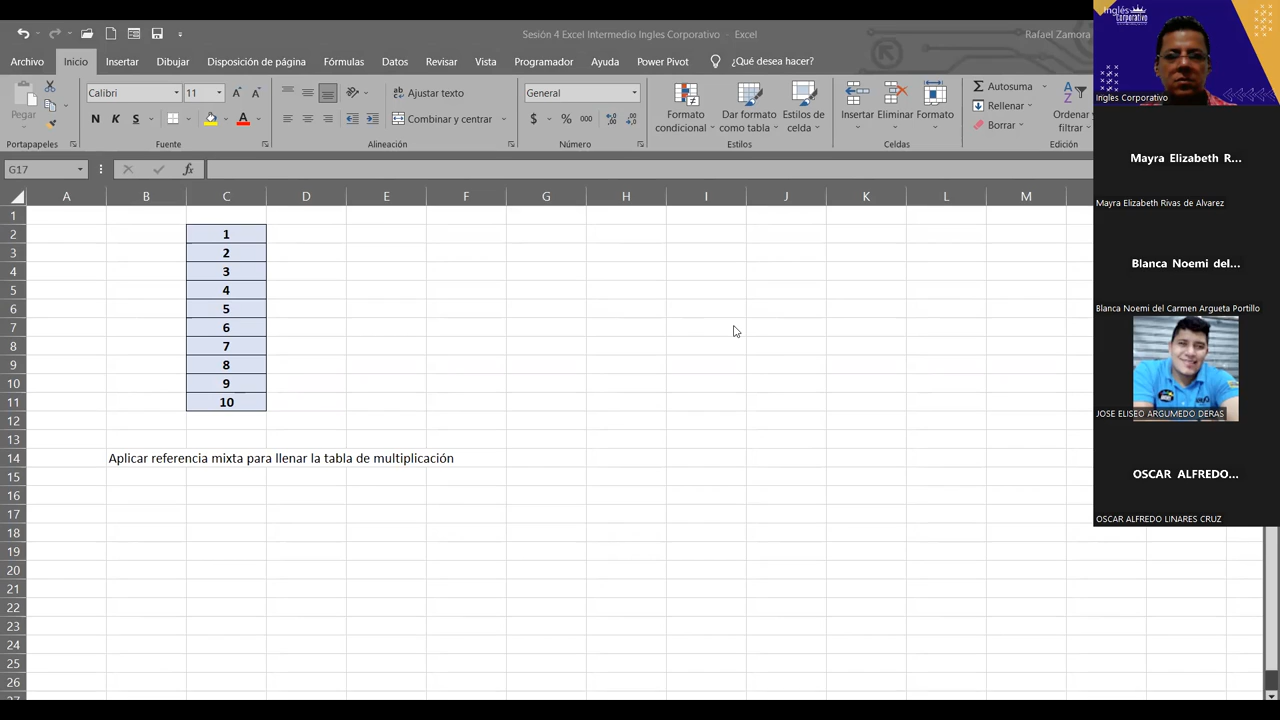 Sesión 4 Excel Intermedio Ingles Corporativo - Excel
Rafael Zamora
Archivo Inicio Insertar Dibujar Disposición de página Fórmulas Datos Revisar Vista Programador Ayuda Power Pivot ¿Qué desea hacer?
Pegar
Portapapeles
Calibri 11
N K S
Fuente
Ajustar texto
Combinar y centrar
Alineación
General
$ % 000
Número
Formato condicional
Dar formato como tabla
Estilos de celda
Estilos
Insertar Eliminar Formato
Celdas
Autosuma
Rellenar
Borrar
Ordenar y filtrar
Edición
G17
fx
A B C D E F G H I J K L M
1
2 1
3 2
4 3
5 4
6 5
7 6
8 7
9 8
10 9
11 10
12
13
14 Aplicar referencia mixta para llenar la tabla de multiplicación
15
16
17
18
19
20
21
22
23
24
25
26
Inglés
Corporativo
Ingles Corporativo
Mayra Elizabeth R...
Mayra Elizabeth Rivas de Alvarez
Blanca Noemi del...
Blanca Noemi del Carmen Argueta Portillo
JOSE ELISEO ARGUMEDO DERAS
OSCAR ALFREDO...
OSCAR ALFREDO LINARES CRUZ